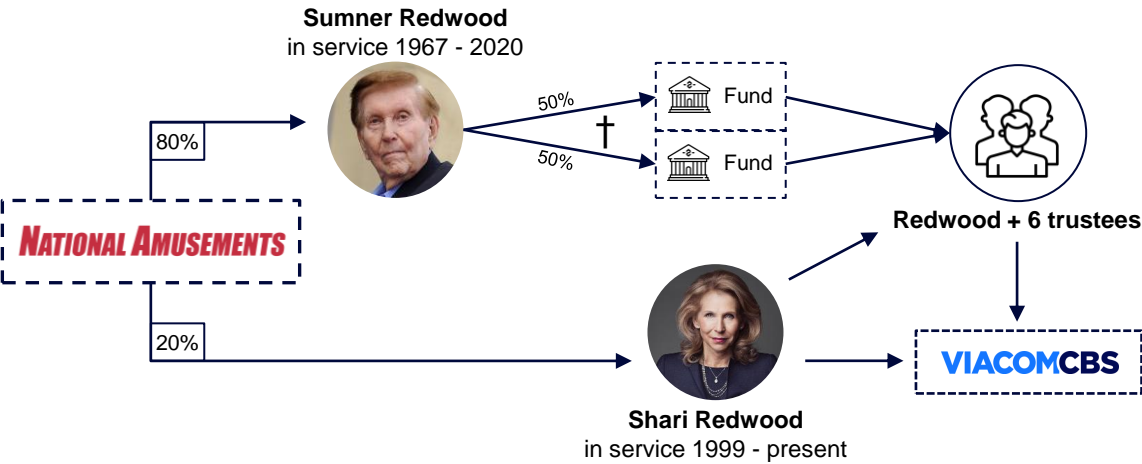 Sumner Redwood
in service 1967 - 2020
80%
50%
50%
-$- Fund
-$- Fund
Redwood + 6 trustees
NATIONAL AMUSEMENTS
20%
VIACOMCBS
Shari Redwood
in service 1999 - present